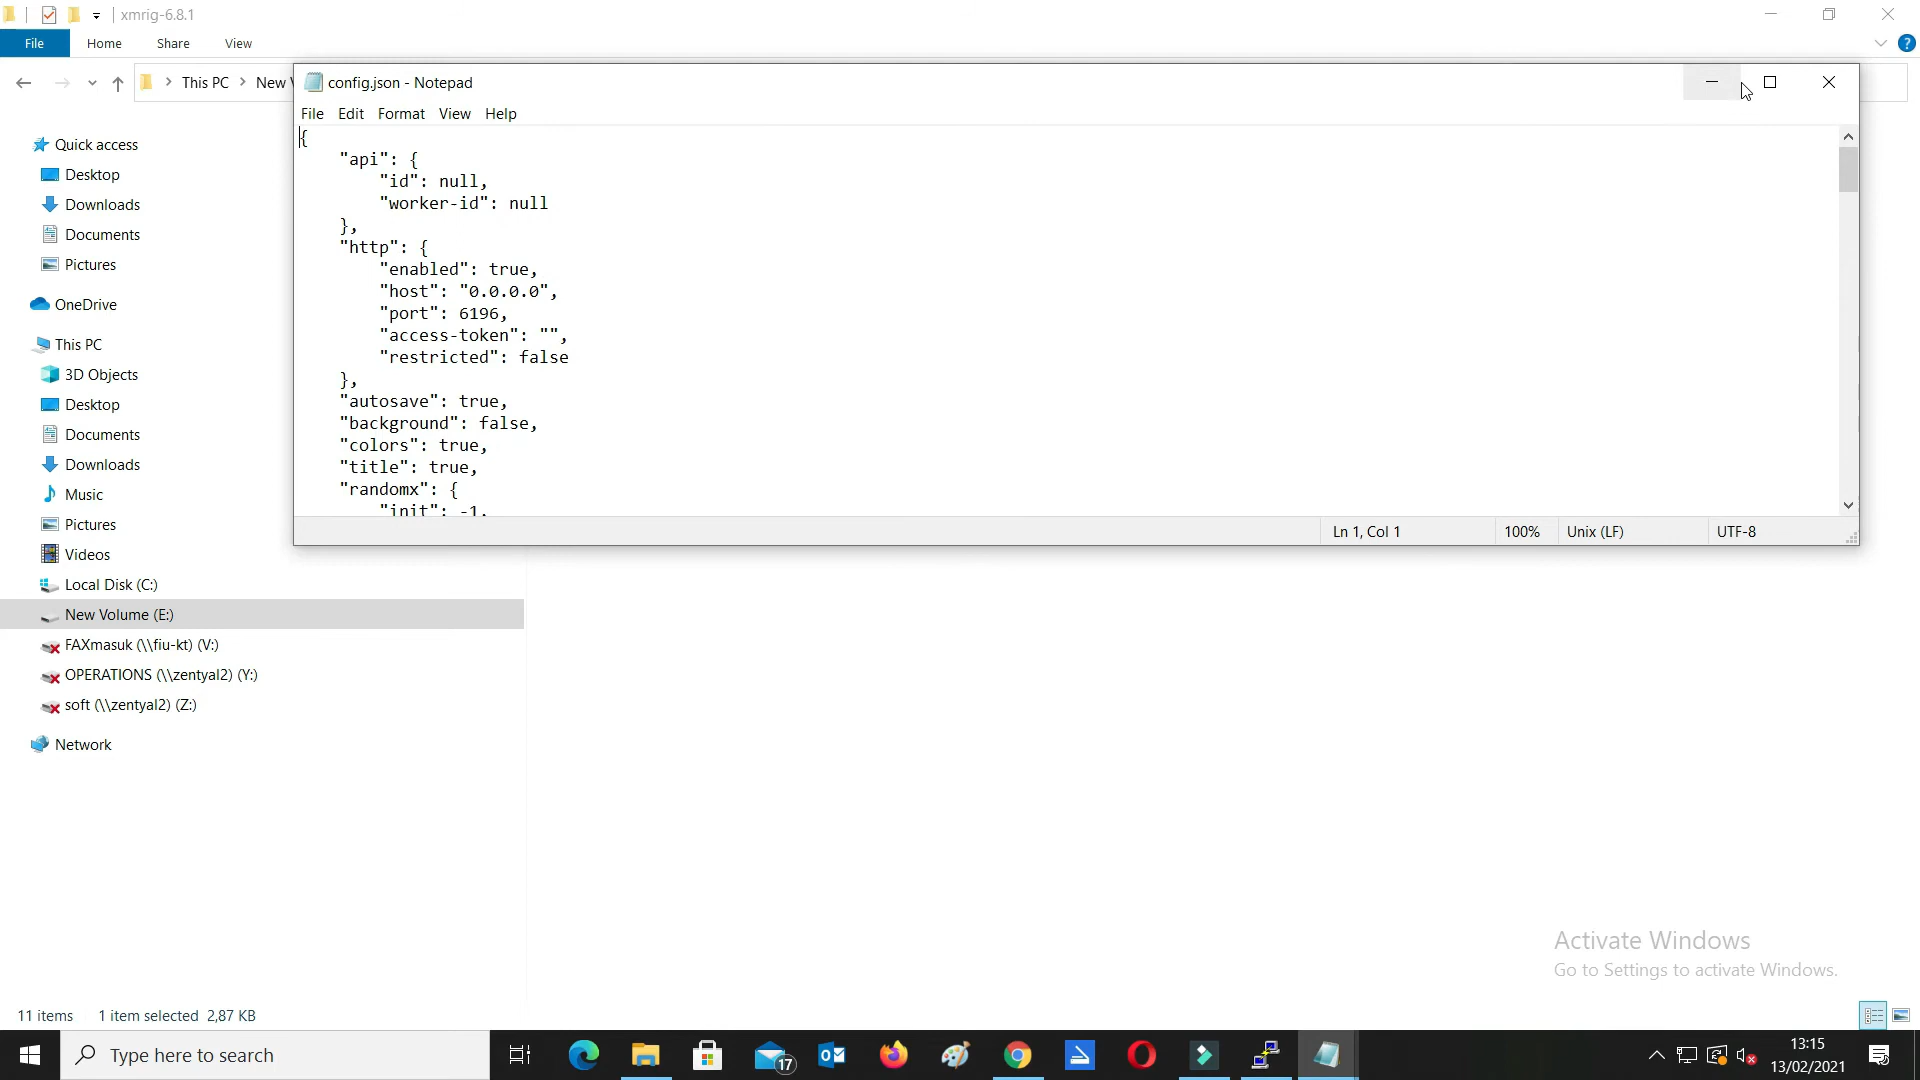 xmrig-6.8.1
File Home Share View
This PC New
config.json - Notepad
File Edit Format View Help
{
"api": {
"id": null,
"worker-id": null
},
"http": {
"enabled": true,
"host": "0.0.0.0",
"port": 6196,
"access-token": "",
"restricted": false
},
"autosave": true,
"background": false,
"colors": true,
"title": true,
"randomx": {
"init": -1,
Ln 1, Col 1 100% Unix (LF) UTF-8
Quick access
Desktop
Downloads
Documents
Pictures
OneDrive
This PC
3D Objects
Desktop
Documents
Downloads
Music
Pictures
Videos
Local Disk (C:)
New Volume (E:)
FAXmasuk (\\fiu-kt) (V:)
OPERATIONS (\\zentyal2) (Y:)
soft (\\zentyal2) (Z:)
Network
Activate Windows
Go to Settings to activate Windows.
11 items 1 item selected 2,87 KB
Type here to search
17
13:15
13/02/2021